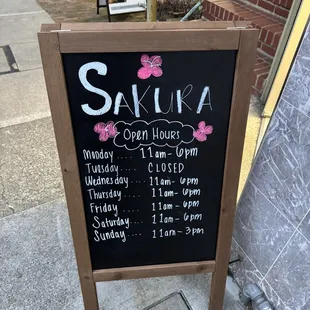 SAKURA
Open Hours
Monday .... 11am - 6pm
Tuesday .... CLOSED
Wednesday .... 11am - 6pm
Thursday .... 11am - 6pm
Friday .... 11am - 6pm
Saturday .... 11am - 6pm
Sunday .... 11am - 3pm